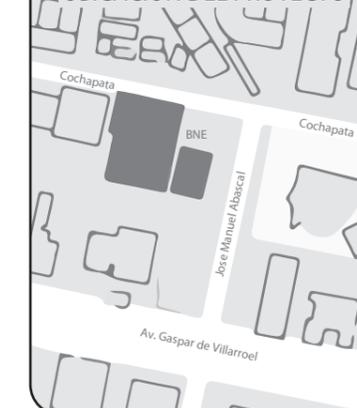 Cochapata
Cochapata
BNE
Jose Manuel Abascal
Av. Gaspar de Villarroel